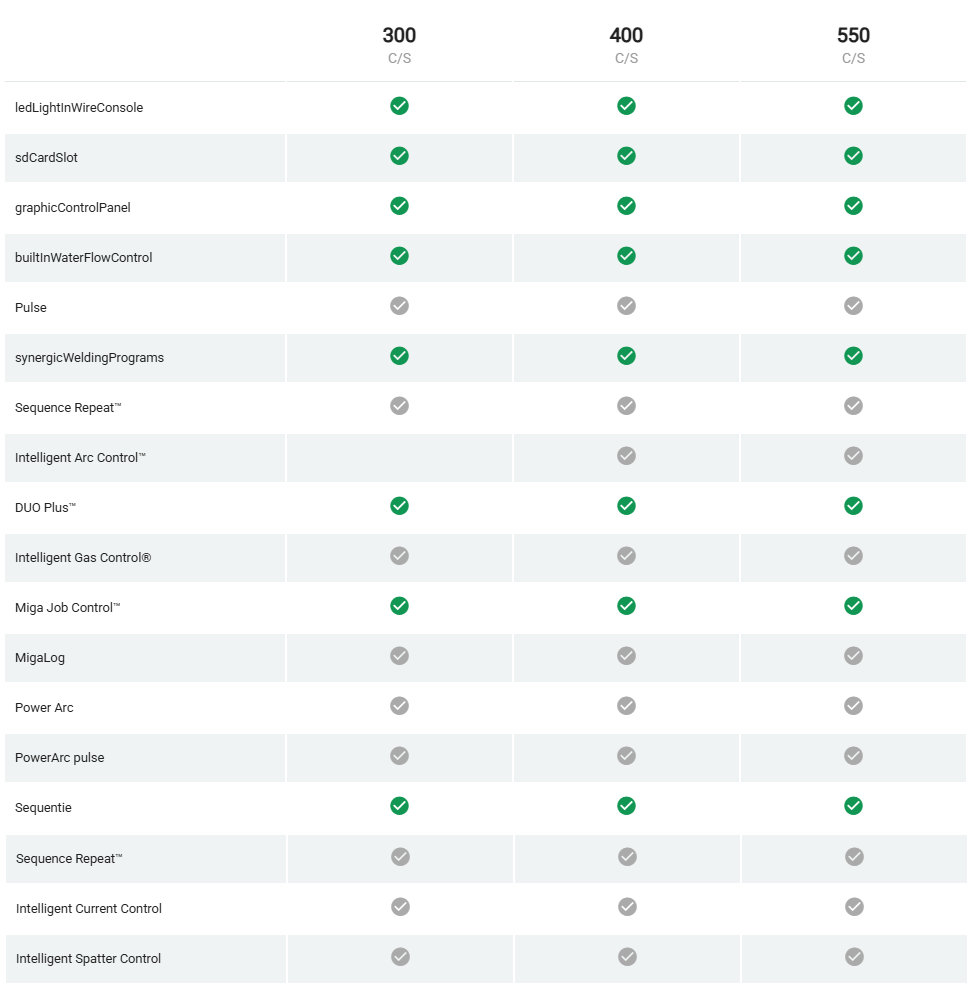 300 400 550
C/S C/S C/S
ledLightInWireConsole
sdCardSlot
graphicControlPanel
builtInWaterFlowControl
Pulse
synergicWeldingPrograms
Sequence Repeat™
Intelligent Arc Control™
DUO Plus™
Intelligent Gas Control®
Miga Job Control™
MigaLog
Power Arc
PowerArc pulse
Sequentie
Sequence Repeat™
Intelligent Current Control
Intelligent Spatter Control